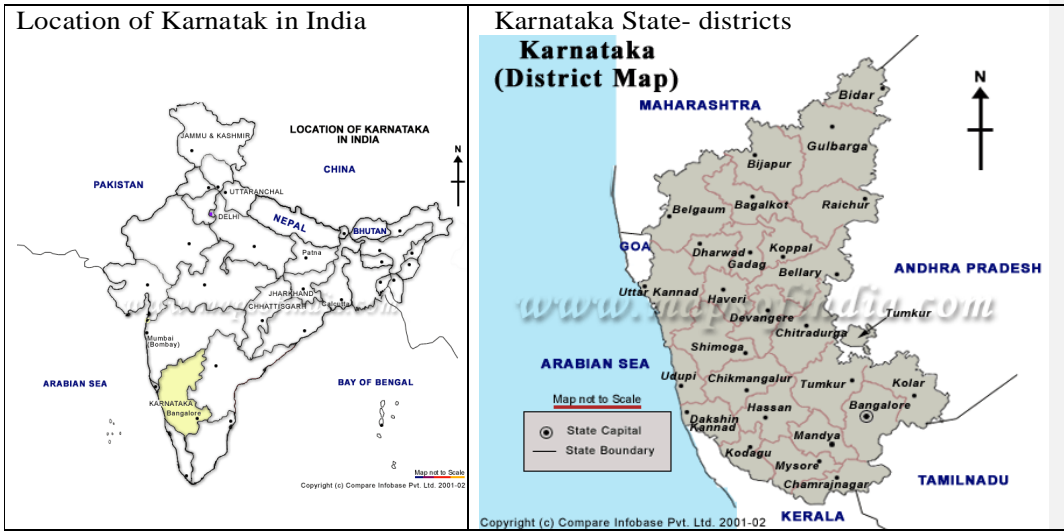 Location of Karnatak in India
LOCATION OF KARNATAKA
IN INDIA
N
JAMMU & KASHMIR
CHINA
PAKISTAN
UTTARANCHAL
DELHI
NEPAL
BHUTAN
Patna
JHARKHAND
CHHATTISGARH
Calcutta
Mumbai
(Bombay)
ARABIAN SEA
BAY OF BENGAL
KARNATAKA
Bangalore
Map not to Scale
Copyright (c) Compare Infobase Pvt. Ltd. 2001-02
Karnataka State- districts
Karnataka
(District Map)
N
MAHARASHTRA
Bidar
Gulbarga
Bijapur
Bagalkot
Raichur
Belgaum
GOA
Dharwad
Gadag
Koppal
Bellary
ANDHRA PRADESH
Uttar Kannad
Haveri
www.mapsofindia.com
Devangere
Chitradurga
Tumkur
Shimoga
ARABIAN SEA
Udupi
Chikmangalur
Tumkur
Kolar
Map not to Scale
Hassan
Bangalore
Dakshin
Kannad
State Capital
State Boundary
Mandya
Kodagu
Mysore
Chamrajnagar
TAMILNADU
KERALA
Copyright (c) Compare Infobase Pvt. Ltd. 2001-02